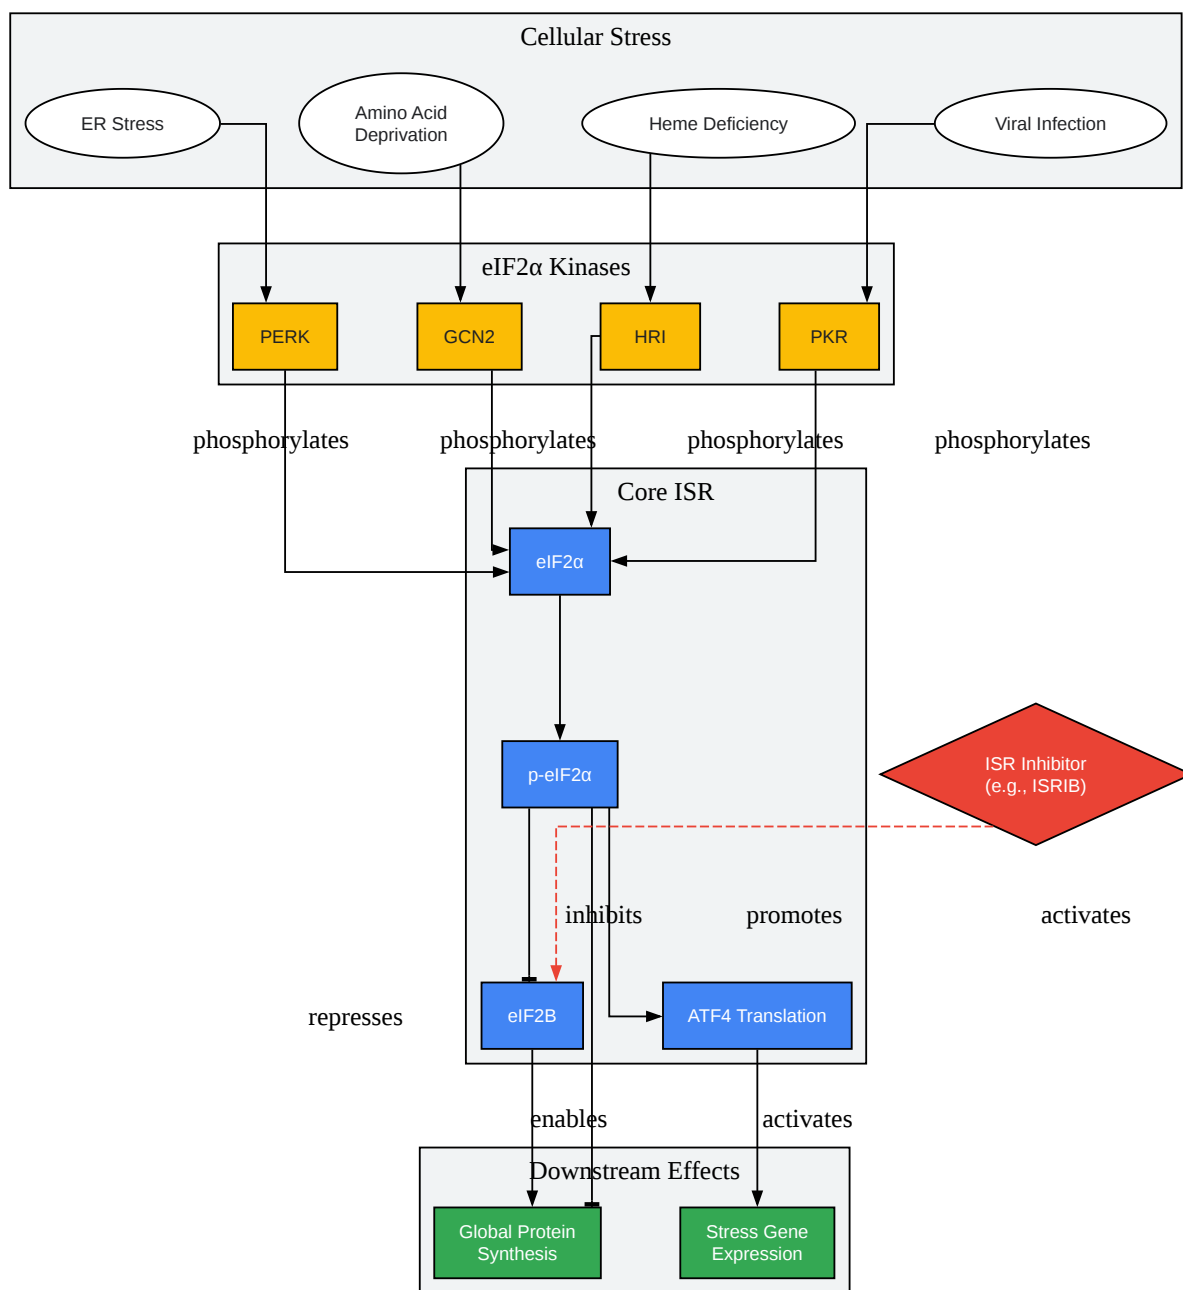 Cellular Stress
ER Stress
Amino Acid
Deprivation
Heme Deficiency
Viral Infection
eIF2α Kinases
PERK
GCN2
HRI
PKR
phosphorylates
phosphorylates
phosphorylates
phosphorylates
Core ISR
eIF2α
p-eIF2α
ISR Inhibitor
(e.g., ISRIB)
inhibits
promotes
activates
represses
eIF2B
ATF4 Translation
enables
activates
Downstream Effects
Global Protein
Synthesis
Stress Gene
Expression